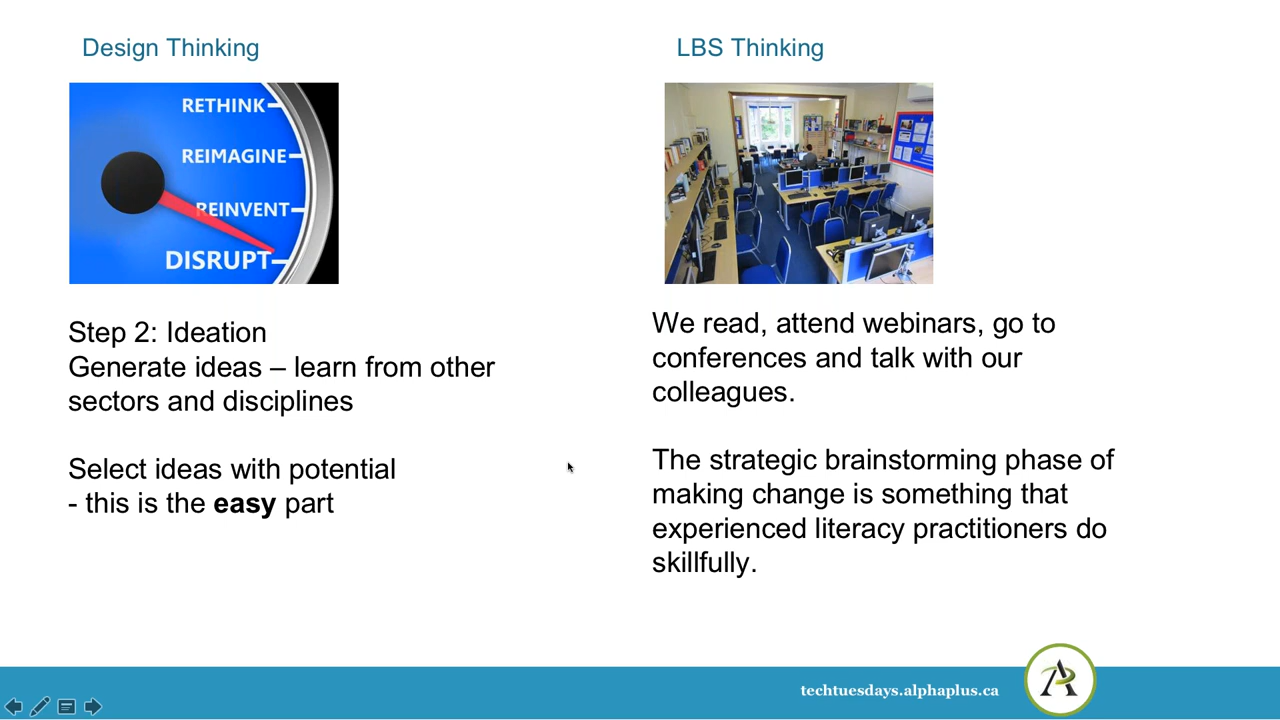 Design Thinking
RETHINK
REIMAGINE
REINVENT
DISRUPT
Step 2: Ideation
Generate ideas – learn from other
sectors and disciplines
Select ideas with potential
- this is the easy part
LBS Thinking
We read, attend webinars, go to
conferences and talk with our
colleagues.
The strategic brainstorming phase of
making change is something that
experienced literacy practitioners do
skillfully.
techtuesdays.alphaplus.ca